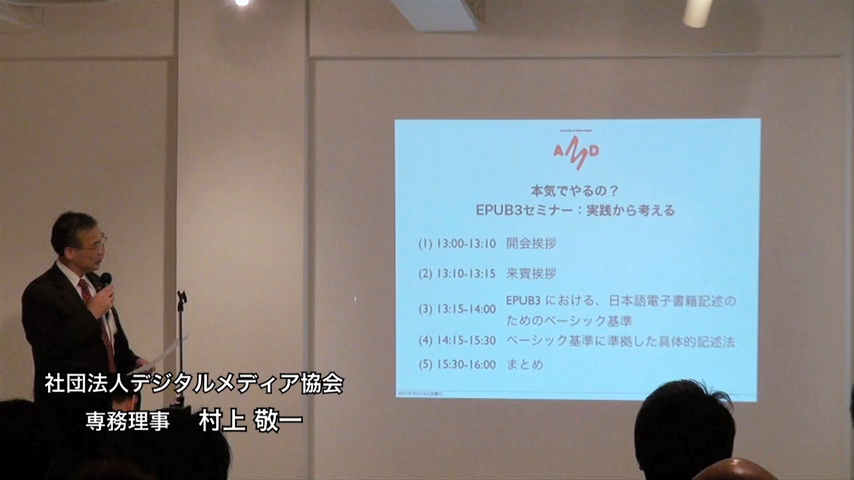 AMD
本気でやるの？
EPUB3セミナー：実践から考える
(1) 13:00-13:10 開会挨拶
(2) 13:10-13:15 来賓挨拶
(3) 13:15-14:00 EPUB3 における、日本語電子書籍記述の
ためのベーシック基準
(4) 14:15-15:30 ベーシック基準に準拠した具体的記述法
(5) 15:30-16:00 まとめ
社団法人デジタルメディア協会
専務理事 村上 敬一